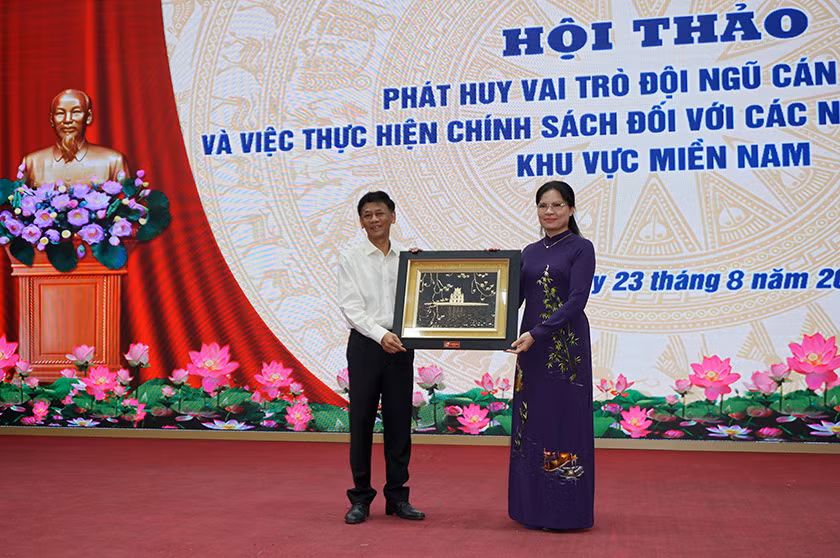 HỘI THẢO
PHÁT HUY VAI TRÒ ĐỘI NGŨ CÁN
VÀ VIỆC THỰC HIỆN CHÍNH SÁCH ĐỐI VỚI CÁC N
KHU VỰC MIỀN NAM
y 23 tháng 8 năm 20